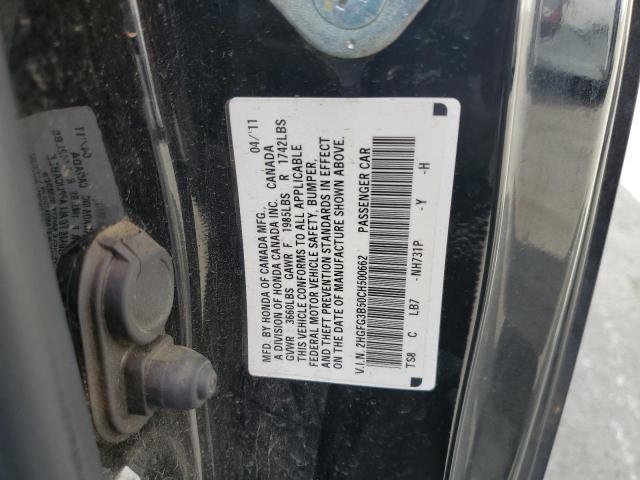 MFD. BY HONDA OF CANADA MFG., 04/11
A DIVISION OF HONDA CANADA INC. CANADA
GVWR 3660LBS GAWR F 1985LBS R 1742LBS
THIS VEHICLE CONFORMS TO ALL APPLICABLE
FEDERAL MOTOR VEHICLE SAFETY, BUMPER,
AND THEFT PREVENTION STANDARDS IN EFFECT
ON THE DATE OF MANUFACTURE SHOWN ABOVE.
V.I.N. 2HGFG3B50CH500662 PASSENGER CAR
TS8 C LB7 -NH731P -Y -H